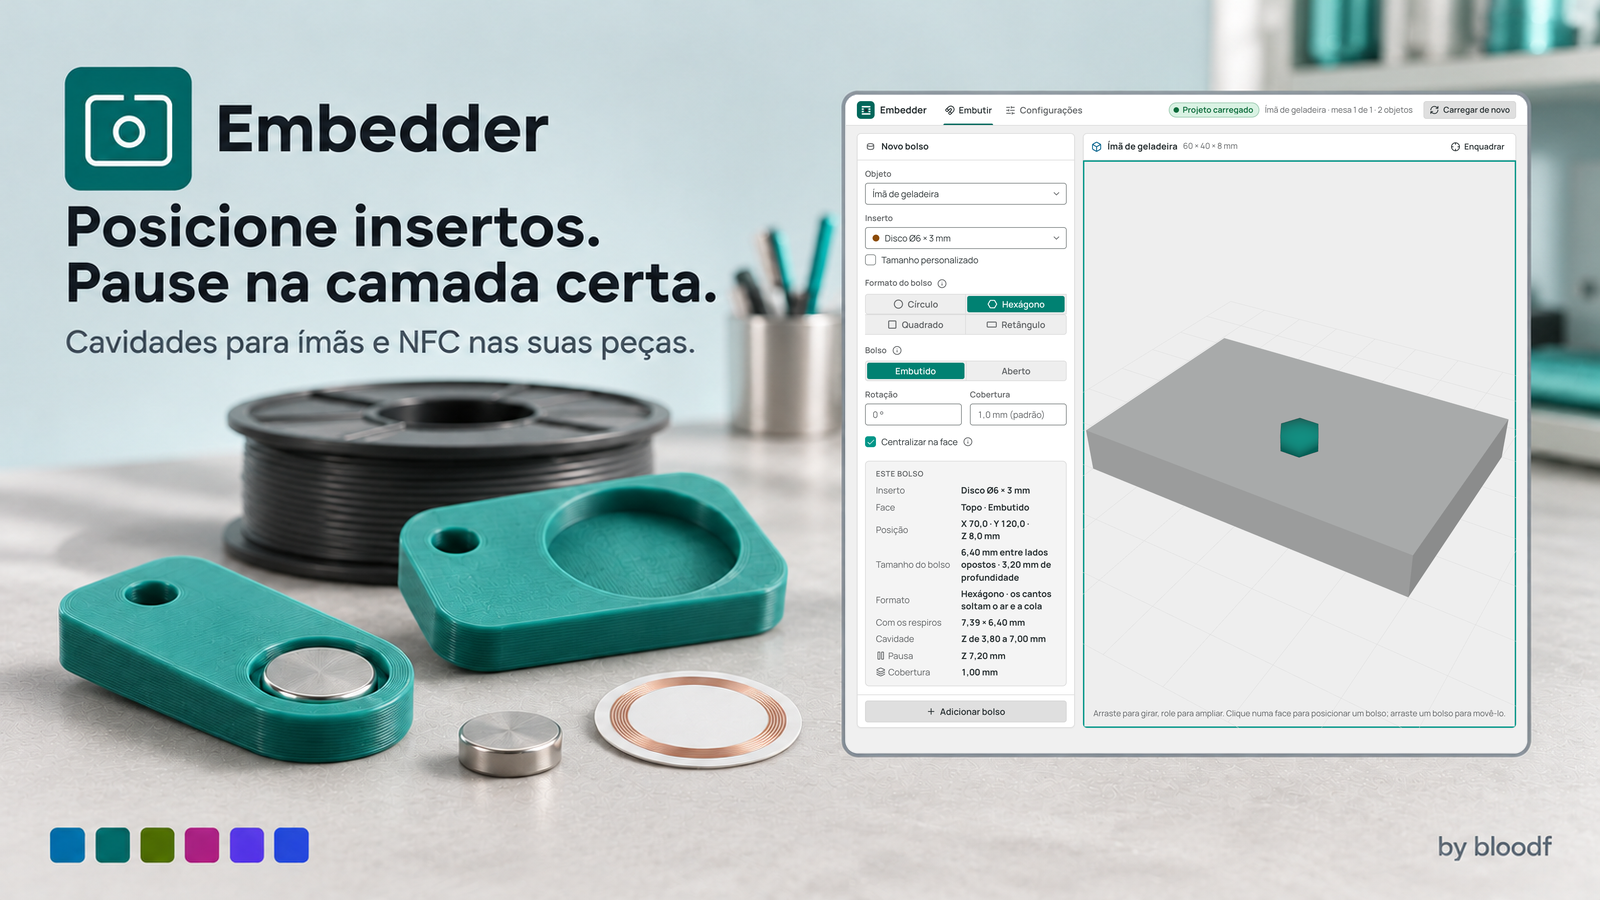 Embedder
Posicione insertos.
Pause na camada certa.
Cavidades para ímãs e NFC nas suas peças.
Embedder
Embutir
Configurações
Projeto carregado
Ímã de geladeira · mesa 1 de 1 · 2 objetos
Carregar de novo
Novo bolso
Objeto
Ímã de geladeira
Inserto
Disco Ø6 × 3 mm
Tamanho personalizado
Formato do bolso
Círculo
Hexágono
Quadrado
Retângulo
Bolso
Embutido
Aberto
Rotação
Cobertura
0 °
1,0 mm (padrão)
Centralizar na face
ESTE BOLSO
Inserto
Disco Ø6 × 3 mm
Face
Topo · Embutido
Posição
X 70,0 · Y 120,0 ·
Z 8,0 mm
Tamanho do bolso
6,40 mm entre lados
opostos · 3,20 mm de
profundidade
Formato
Hexágono · os cantos
soltam o ar e a cola
Com os respiros
7,39 × 6,40 mm
Cavidade
Z de 3,80 a 7,00 mm
Pausa
Z 7,20 mm
Cobertura
1,00 mm
+ Adicionar bolso
Ímã de geladeira
60 × 40 × 8 mm
Enquadrar
Arraste para girar, role para ampliar. Clique numa face para posicionar um bolso; arraste um bolso para movê-lo.
by bloodf